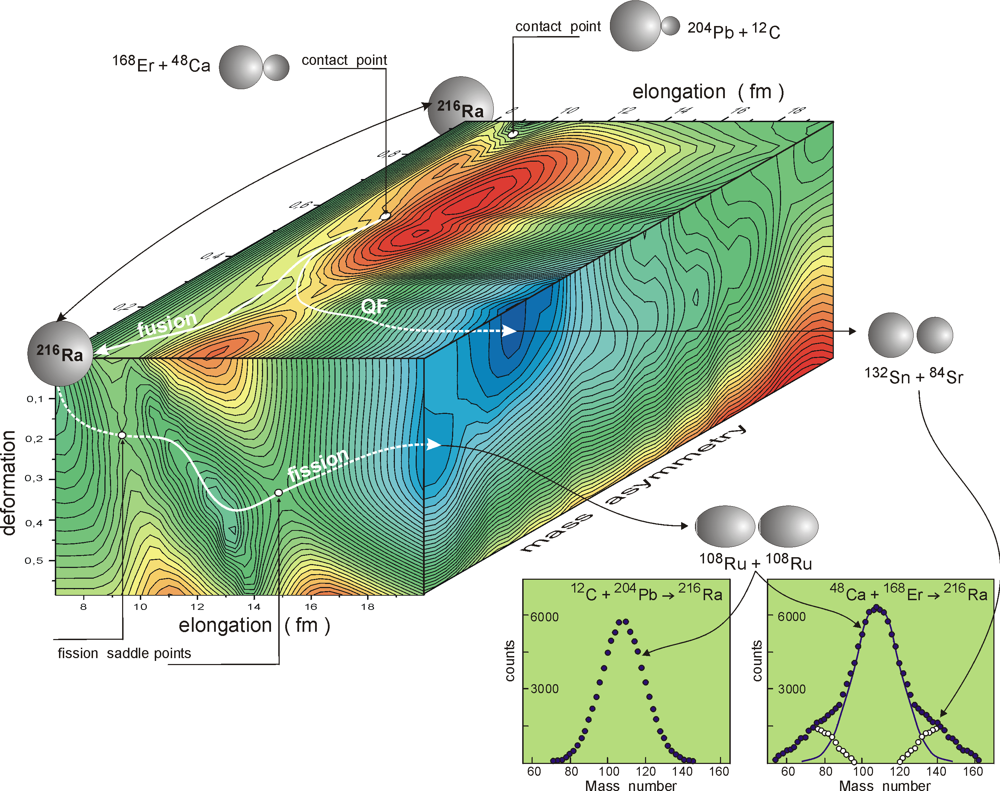 contact point
204Pb + 12C
168Er + 48Ca
contact point
elongation ( fm )
216Ra
8 10 12 14 16 18
0,8
0,6
0,4
0,2
QF
fusion
216Ra
132Sn + 84Sr
0,1
0,2
0,3
0,4
0,5
deformation
fission
mass asymmetry
8 10 12 14 16 18
elongation ( fm )
fission saddle points
108Ru + 108Ru
12C + 204Pb → 216Ra
6000
3000
counts
60 80 100 120 140 160
Mass number
48Ca + 168Er → 216Ra
6000
3000
counts
60 80 100 120 140 160
Mass number